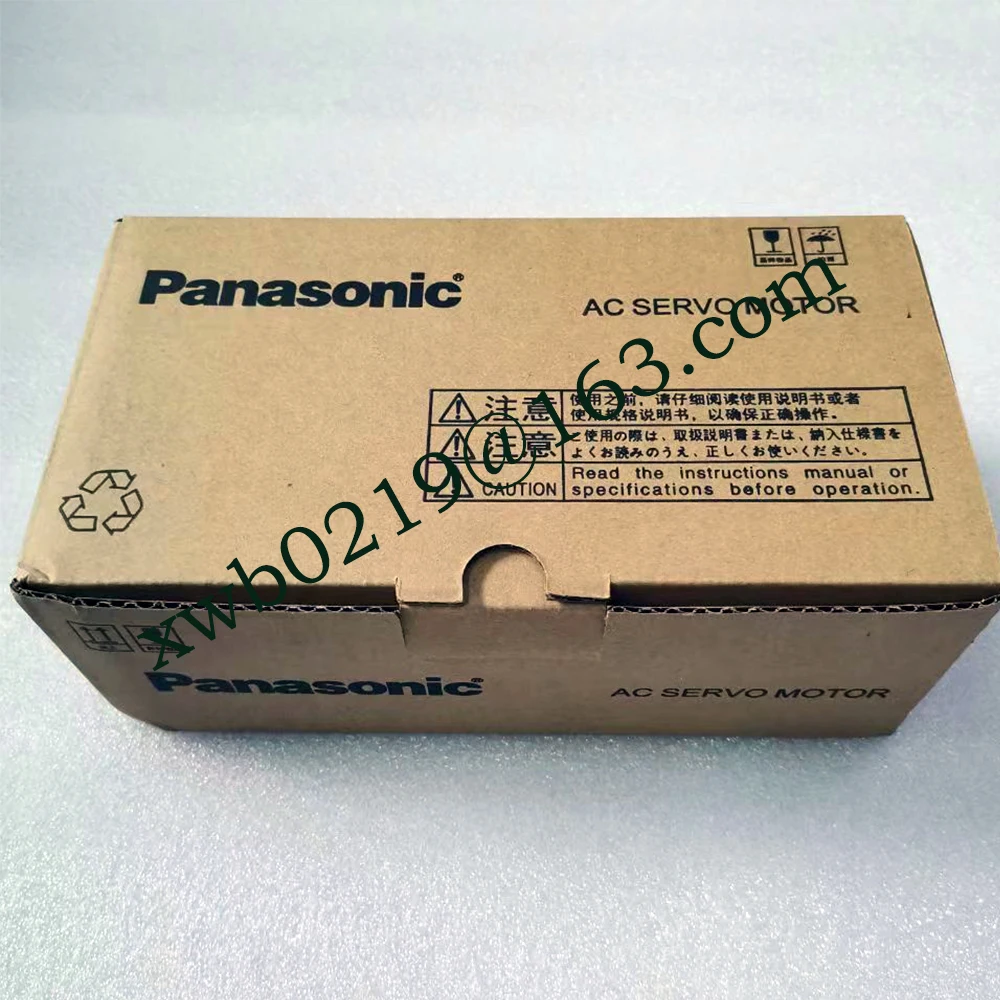 Panasonic®
AC SERVO MOTOR
注意
使用之前，请仔细阅读使用说明书或者
使用规格说明书，以确保正确操作。
注意
ご使用の際は、取扱説明書または、納入仕様書を
よくお読みのうえ、正しくお使いください。
CAUTION
Read the instructions manual or
specifications before operation.
xwb0219@163.com
Panasonic
AC SERVO MOTOR